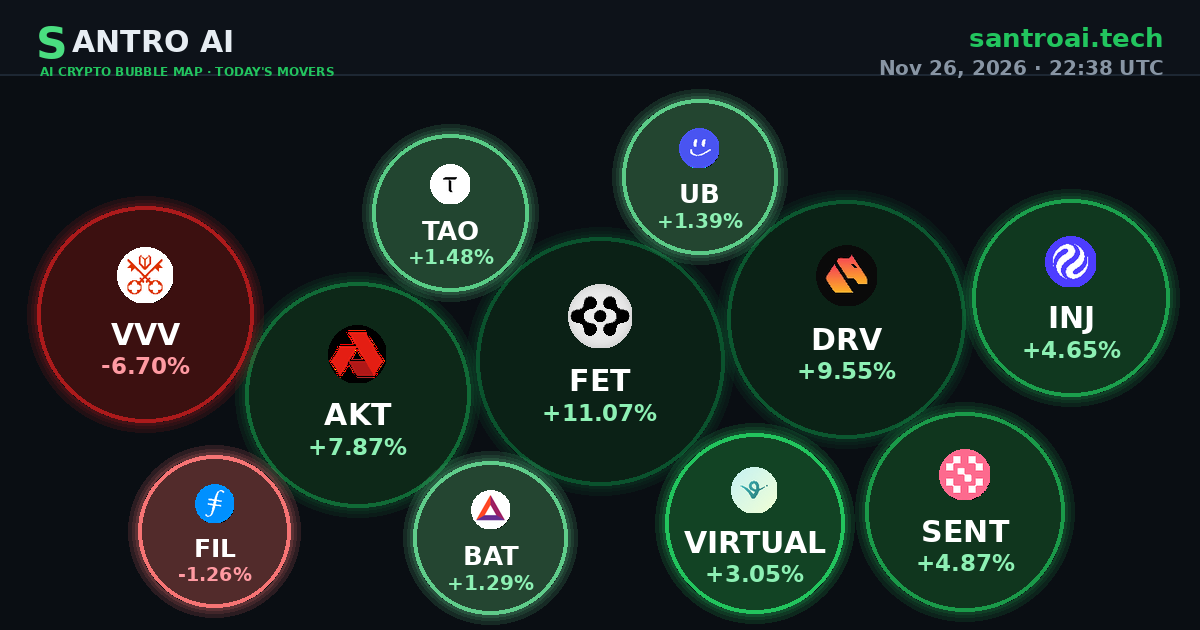 SANTRO AI
AI CRYPTO BUBBLE MAP · TODAY'S MOVERS
santroai.tech
Nov 26, 2026 · 22:38 UTC
UB
+1.39%
TAO
+1.48%
INJ
+4.65%
VVV
-6.70%
DRV
+9.55%
FET
+11.07%
AKT
+7.87%
SENT
+4.87%
VIRTUAL
+3.05%
FIL
-1.26%
BAT
+1.29%